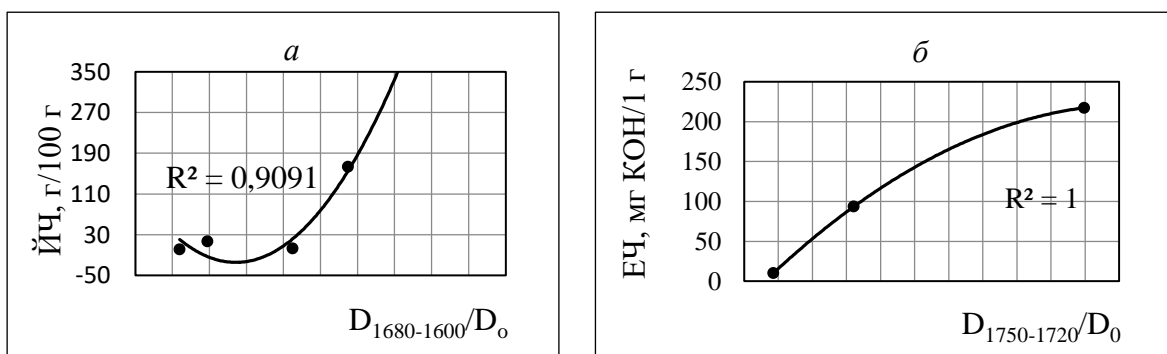 а
350
270
190
110
30
-50
ЙЧ, г/100 г
R² = 0,9091
D₁₆₈₀₋₁₆₀₀/Dₒ
б
250
200
150
100
50
0
ЕЧ, мг КОН/1 г
R² = 1
D₁₇₅₀₋₁₇₂₀/D₀